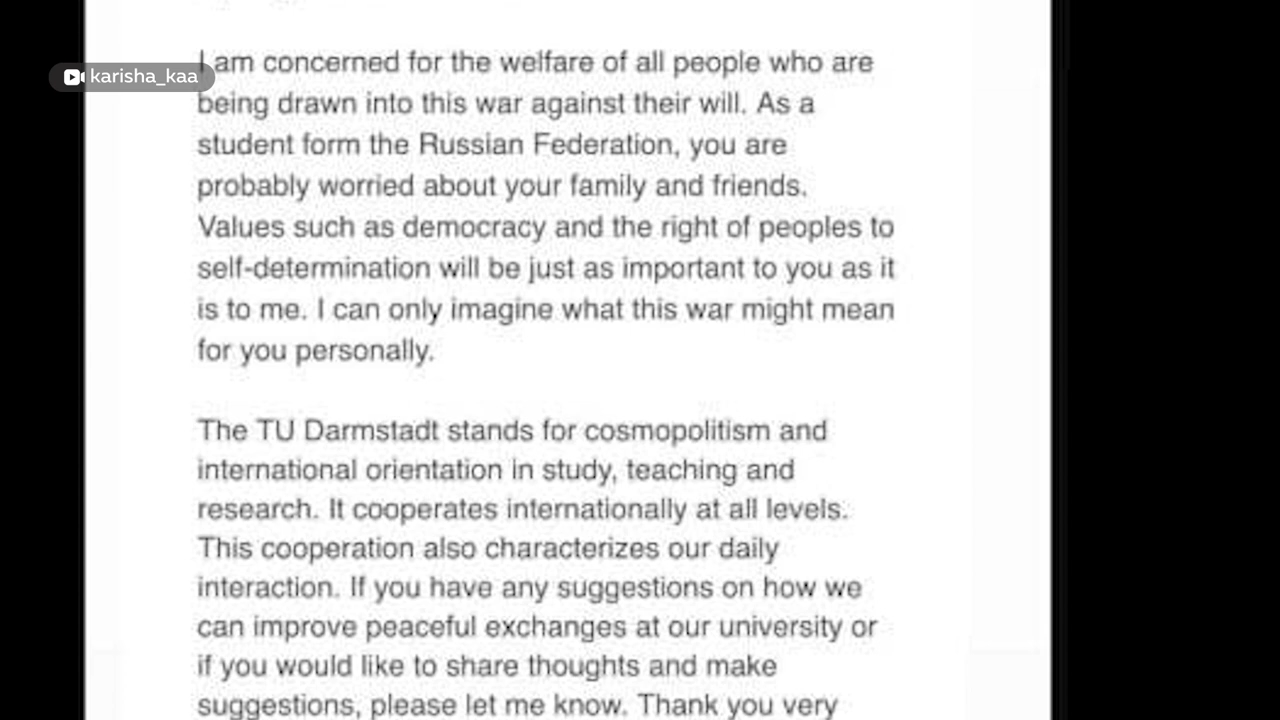 karisha_kaa
I am concerned for the welfare of all people who are
being drawn into this war against their will. As a
student form the Russian Federation, you are
probably worried about your family and friends.
Values such as democracy and the right of peoples to
self-determination will be just as important to you as it
is to me. I can only imagine what this war might mean
for you personally.
The TU Darmstadt stands for cosmopolitism and
international orientation in study, teaching and
research. It cooperates internationally at all levels.
This cooperation also characterizes our daily
interaction. If you have any suggestions on how we
can improve peaceful exchanges at our university or
if you would like to share thoughts and make
suggestions, please let me know. Thank you very